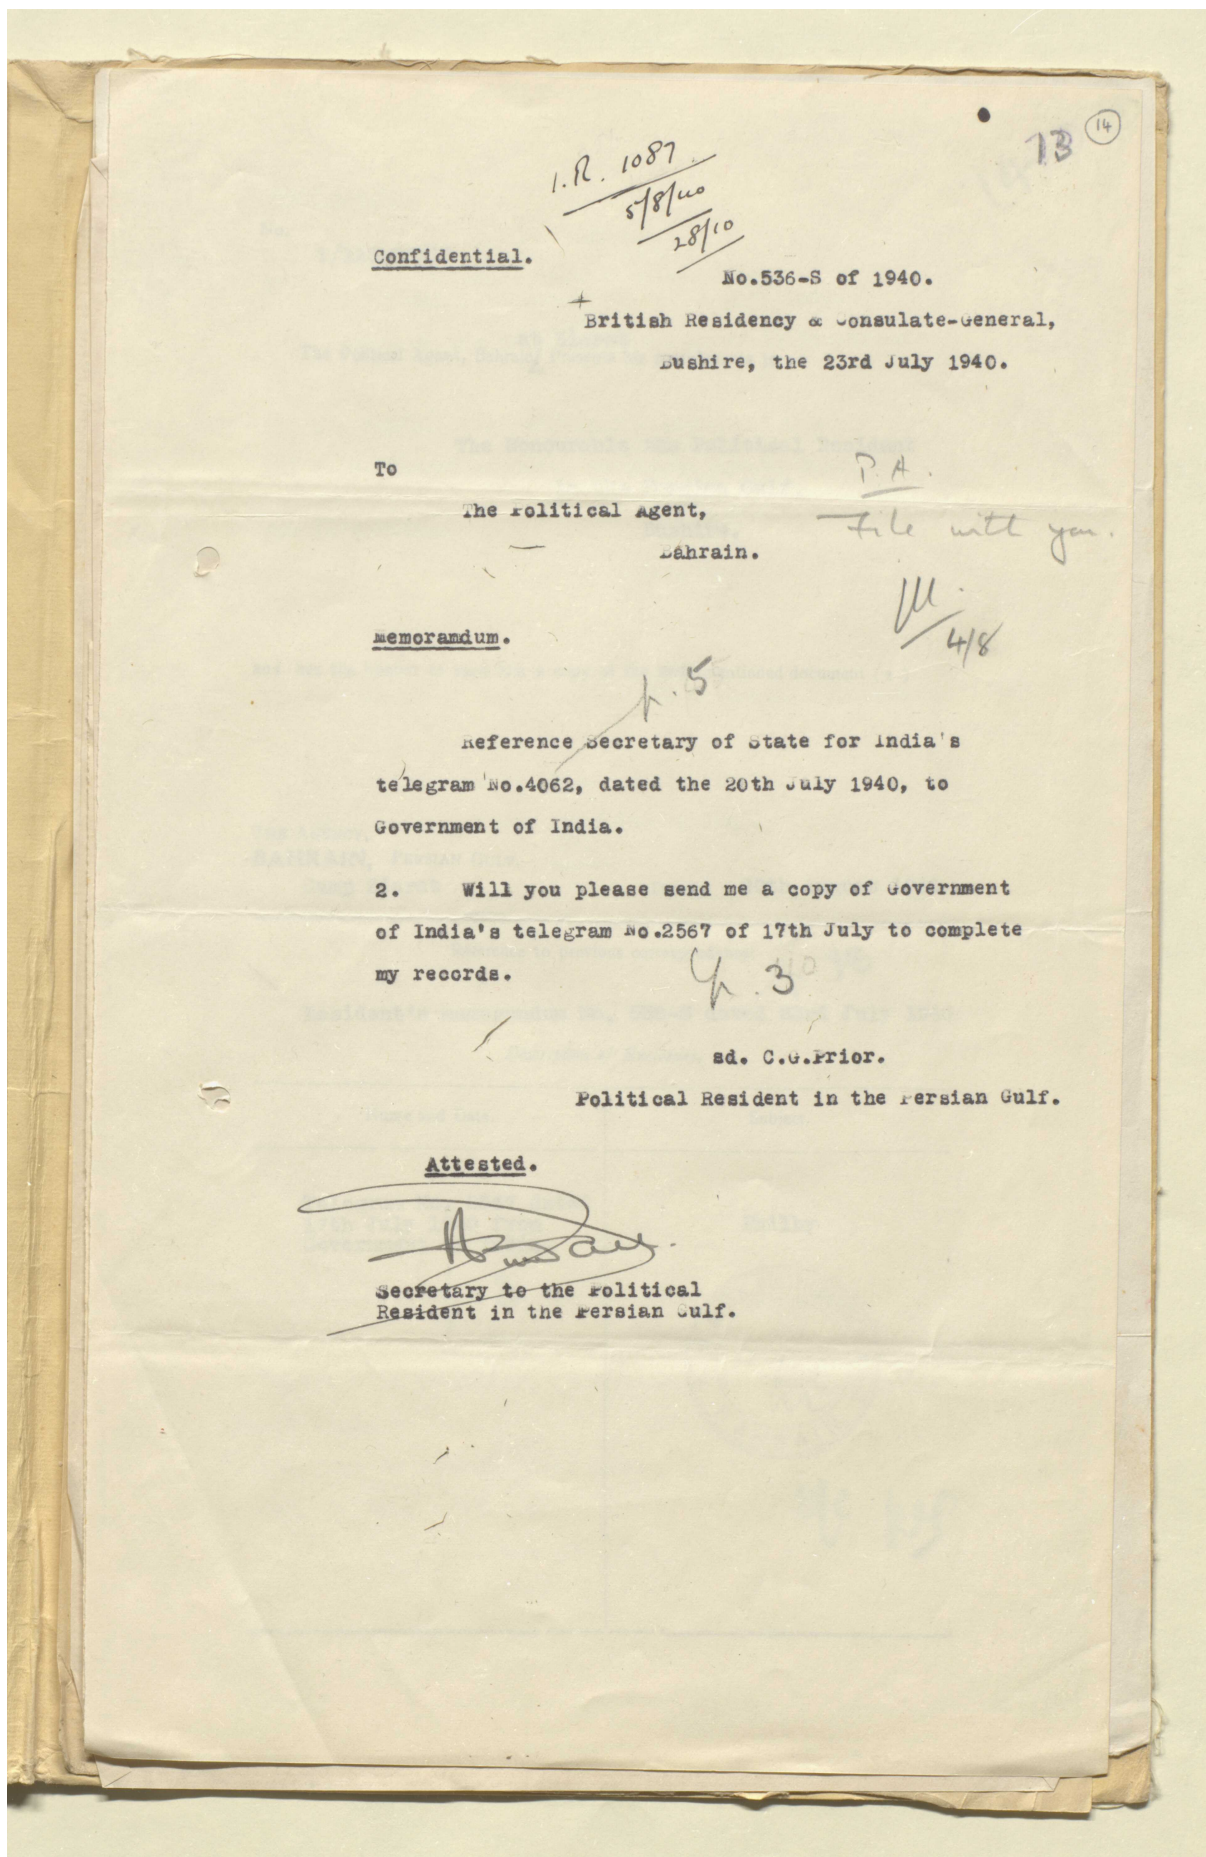 14
13
I.R. 1087
5/8/40
28/10
Confidential.
No.536-S of 1940.
British Residency & Consulate-General,
Bushire, the 23rd July 1940.
To
P.A.
The Political Agent,
File with you.
Bahrain.
4/8
Memorandum.
p. 5
Reference Secretary of State for India's
telegram No.4062, dated the 20th July 1940, to
Government of India.
2. Will you please send me a copy of Government
of India's telegram No.2567 of 17th July to complete
my records.
p. 3
sd. C.G.Prior.
Political Resident in the Persian Gulf.
Attested.
Secretary to the Political
Resident in the Persian Gulf.